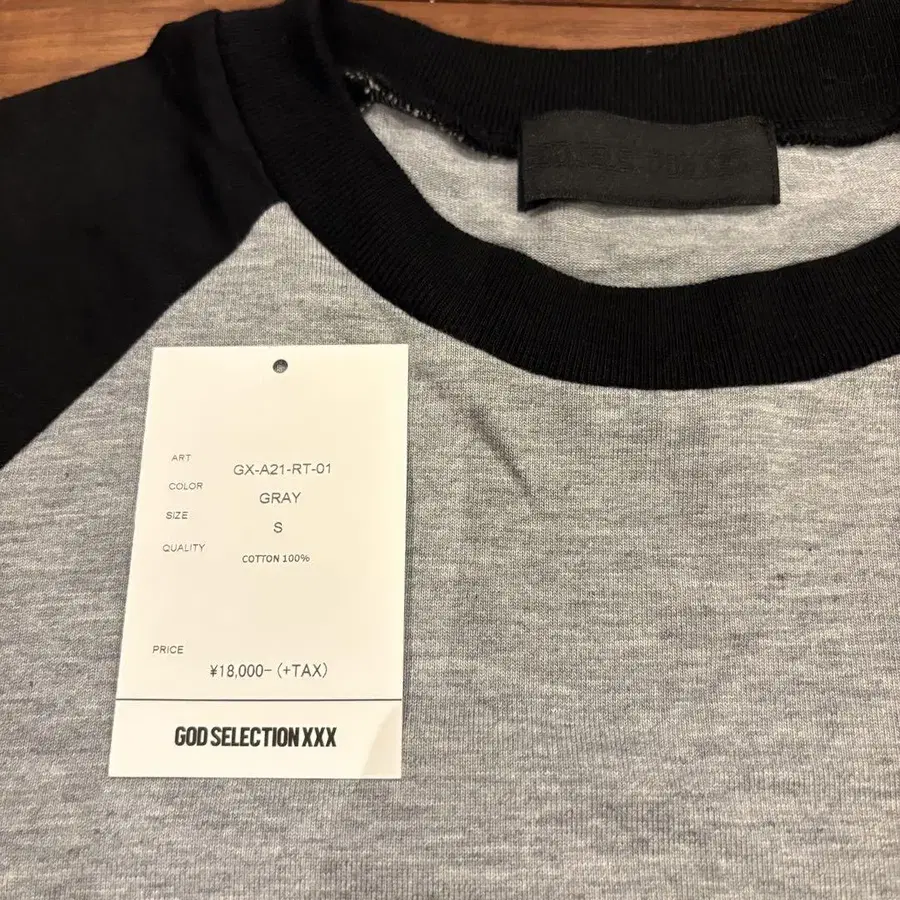 ART GX-A21-RT-01
COLOR GRAY
SIZE S
QUALITY COTTON 100%
PRICE
¥18,000- (+TAX)
GOD SELECTION XXX